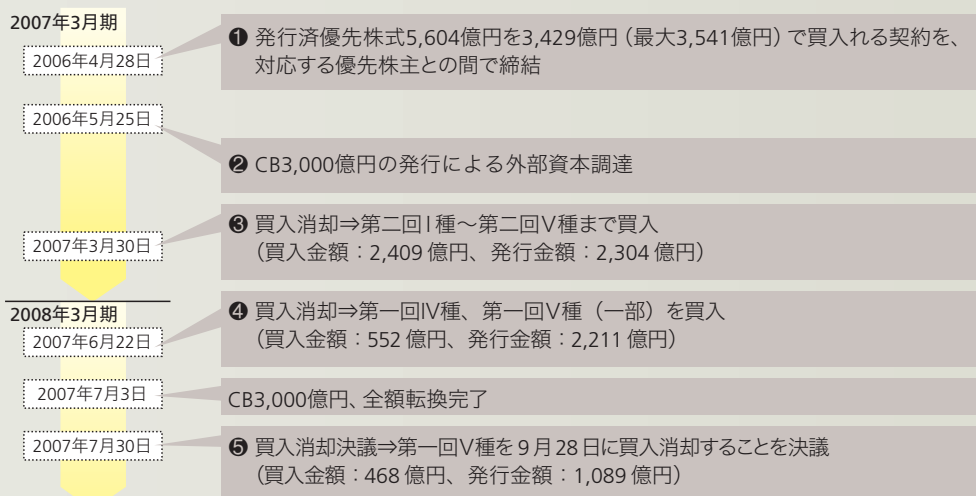 2007年3月期
2006年4月28日
❶ 発行済優先株式5,604億円を3,429億円（最大3,541億円）で買入れる契約を、
対応する優先株主との間で締結
2006年5月25日
❷ CB3,000億円の発行による外部資本調達
2007年3月30日
❸ 買入消却⇒第二回Ⅰ種〜第二回Ⅴ種まで買入
（買入金額：2,409 億円、発行金額：2,304 億円）
2008年3月期
2007年6月22日
❹ 買入消却⇒第一回Ⅳ種、第一回Ⅴ種（一部）を買入
（買入金額：552 億円、発行金額：2,211 億円）
2007年7月3日
CB3,000億円、全額転換完了
2007年7月30日
❺ 買入消却決議⇒第一回Ⅴ種を9月28日に買入消却することを決議
（買入金額：468 億円、発行金額：1,089 億円）